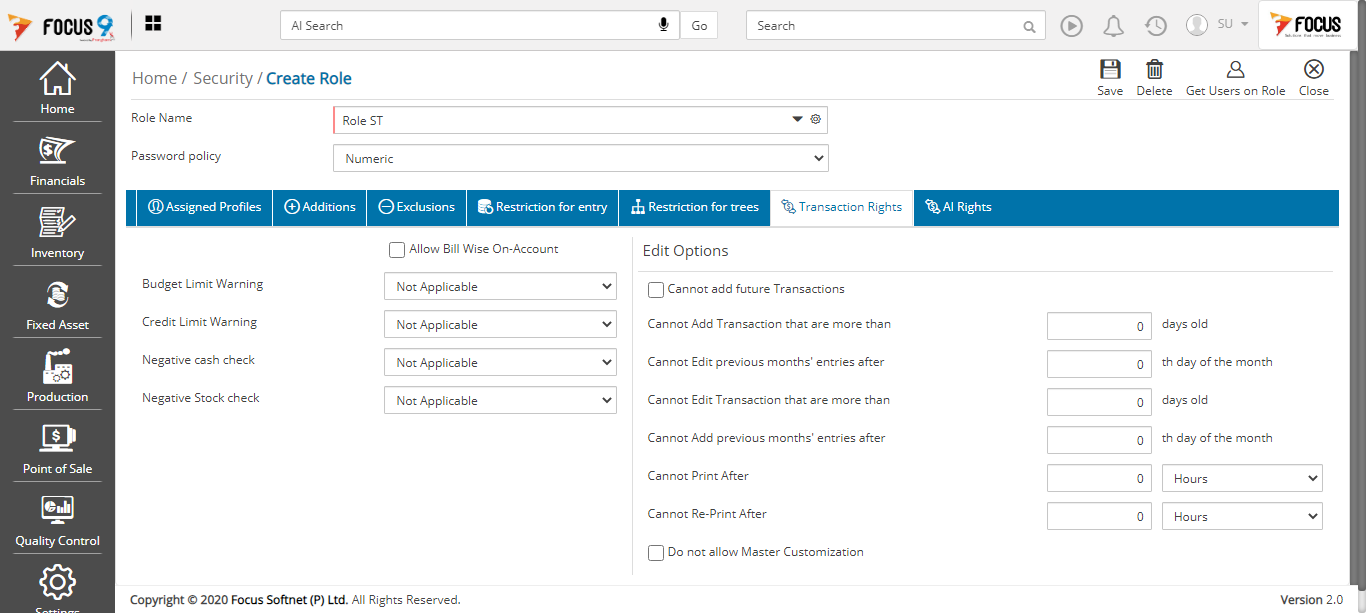 FOCUS 9
AI Search
Go
Search
SU
FOCUS
Home / Security / Create Role
Save
Delete
Get Users on Role
Close
Home
Financials
Inventory
Fixed Asset
Production
Point of Sale
Quality Control
Settings
Role Name
Role ST
Password policy
Numeric
Assigned Profiles
Additions
Exclusions
Restriction for entry
Restriction for trees
Transaction Rights
AI Rights
Allow Bill Wise On-Account
Budget Limit Warning
Not Applicable
Credit Limit Warning
Not Applicable
Negative cash check
Not Applicable
Negative Stock check
Not Applicable
Edit Options
Cannot add future Transactions
Cannot Add Transaction that are more than 0 days old
Cannot Edit previous months' entries after 0 th day of the month
Cannot Edit Transaction that are more than 0 days old
Cannot Add previous months' entries after 0 th day of the month
Cannot Print After 0 Hours
Cannot Re-Print After 0 Hours
Do not allow Master Customization
Copyright © 2020 Focus Softnet (P) Ltd. All Rights Reserved.
Version 2.0